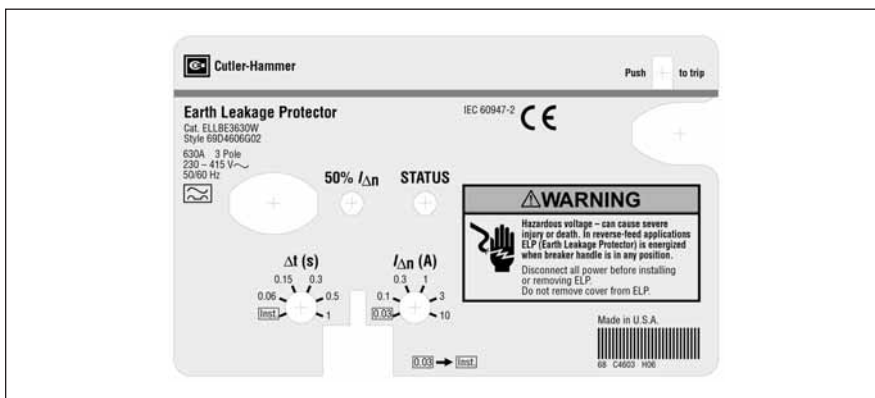 Cutler-Hammer
Push to trip
Earth Leakage Protector
Cat. ELLBE3630W
Style 69D4606G02
630A 3 Pole
230 – 415 V~
50/60 Hz
IEC 60947-2 CE
50% I∆n
STATUS
⚠WARNING
Hazardous voltage – can cause severe
injury or death. In reverse-feed applications
ELP (Earth Leakage Protector) is energized
when breaker handle is in any position.
Disconnect all power before installing
or removing ELP.
Do not remove cover from ELP.
∆t (s)
0.15 0.3
0.06 0.5
Inst. 1
I∆n (A)
0.3 1
0.1 3
0.03 10
0.03 → Inst.
Made in U.S.A.
68 C4603 H06